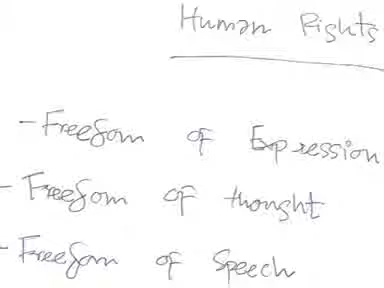 Human Rights
- Freedom of Expression
- Freedom of thought
- Freedom of Speech